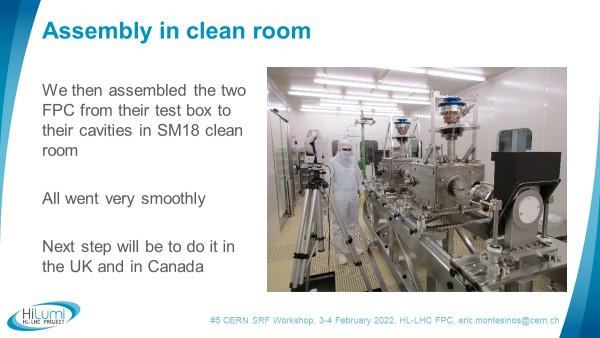 Assembly in clean room
We then assembled the two
FPC from their test box to
their cavities in SM18 clean
room
All went very smoothly
Next step will be to do it in
the UK and in Canada
HiLumi
HL-LHC PROJECT
#5 CERN SRF Workshop, 3-4 February 2022, HL-LHC FPC, eric.montesinos@cern.ch